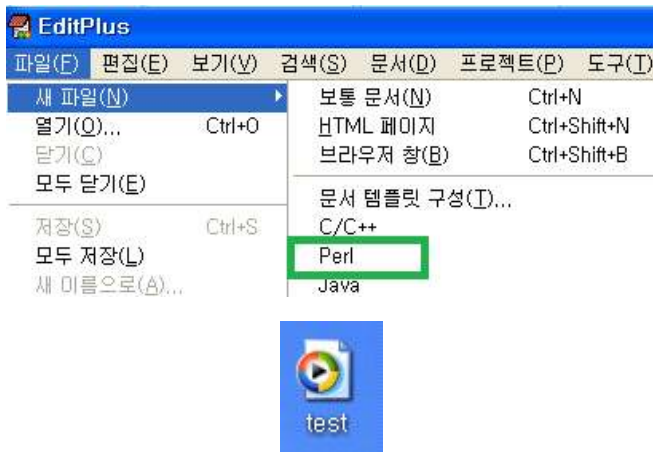 EditPlus
파일(F) 편집(E) 보기(V) 검색(S) 문서(D) 프로젝트(P) 도구(T)
새 파일(N)
열기(O)... Ctrl+O
닫기(C)
모두 닫기(E)
저장(S) Ctrl+S
모두 저장(L)
새 이름으로(A)...
보통 문서(N) Ctrl+N
HTML 페이지 Ctrl+Shift+N
브라우저 창(B) Ctrl+Shift+B
문서 템플릿 구성(T)...
C/C++
Perl
Java
test